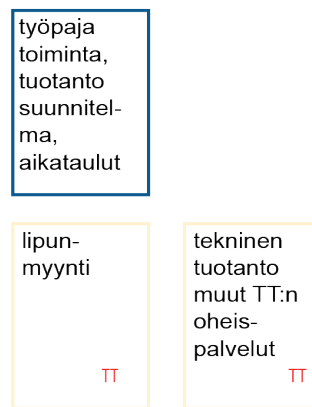 työpaja
toiminta,
tuotanto
suunnitel-
ma,
aikataulut
lipun-
myynti
TT
tekninen
tuotanto
muut TT:n
oheis-
palvelut
TT